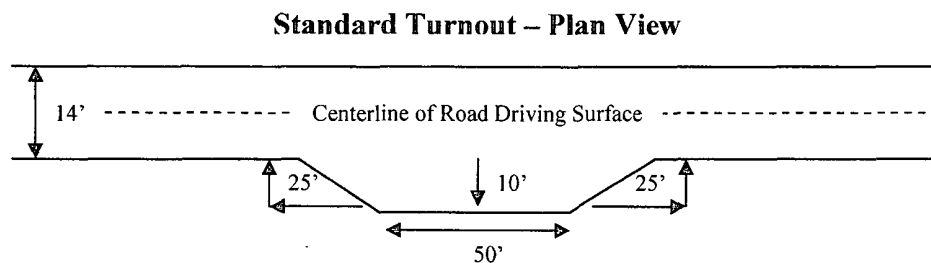 Standard Turnout – Plan View
14'
Centerline of Road Driving Surface
25'
10'
25'
50'